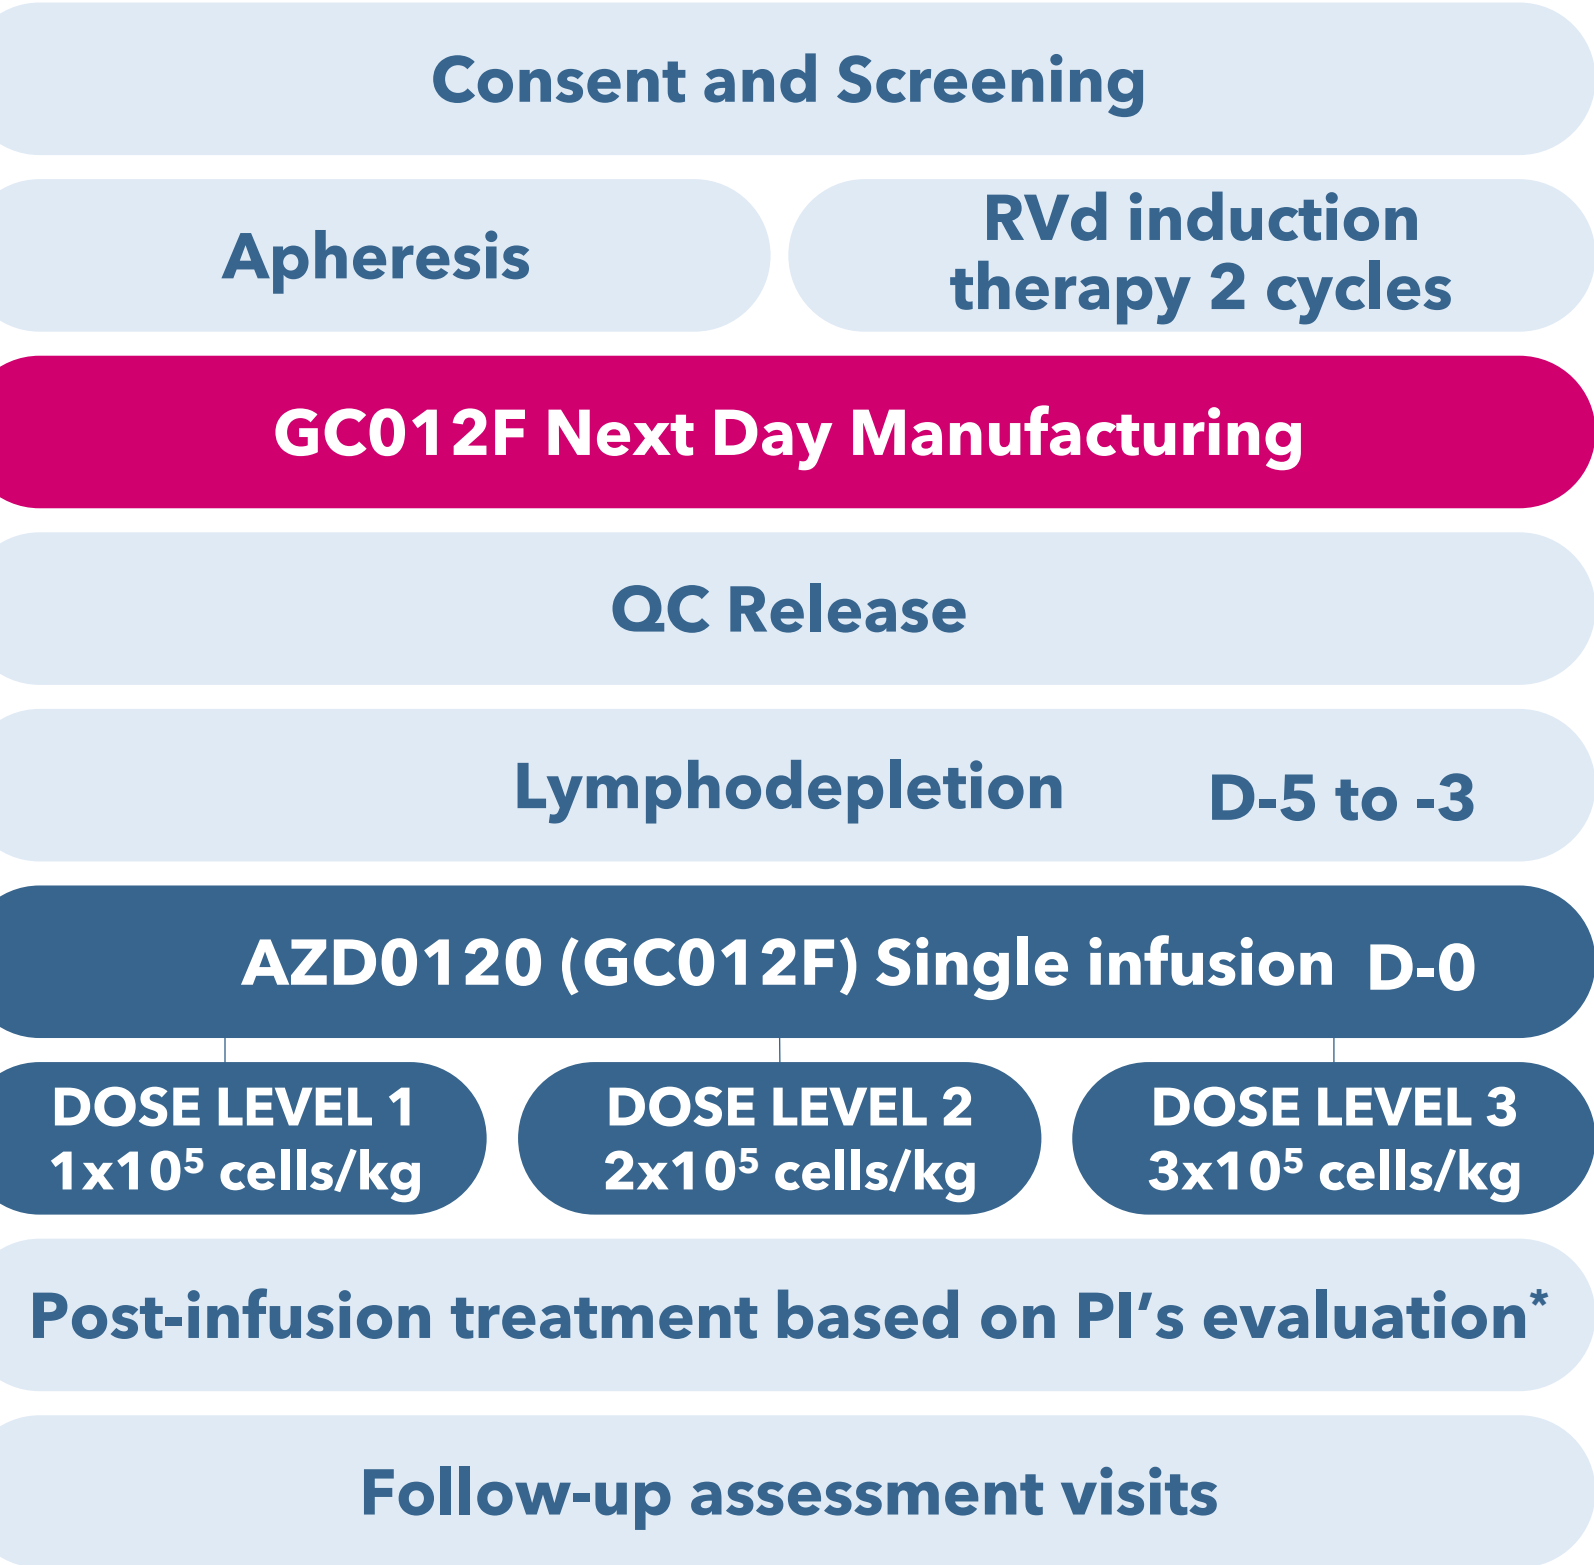 Consent and Screening
Apheresis
RVd induction
therapy 2 cycles
GC012F Next Day Manufacturing
QC Release
Lymphodepletion D-5 to -3
AZD0120 (GC012F) Single infusion D-0
DOSE LEVEL 1
1x10⁵ cells/kg
DOSE LEVEL 2
2x10⁵ cells/kg
DOSE LEVEL 3
3x10⁵ cells/kg
Post-infusion treatment based on PI’s evaluation*
Follow-up assessment visits